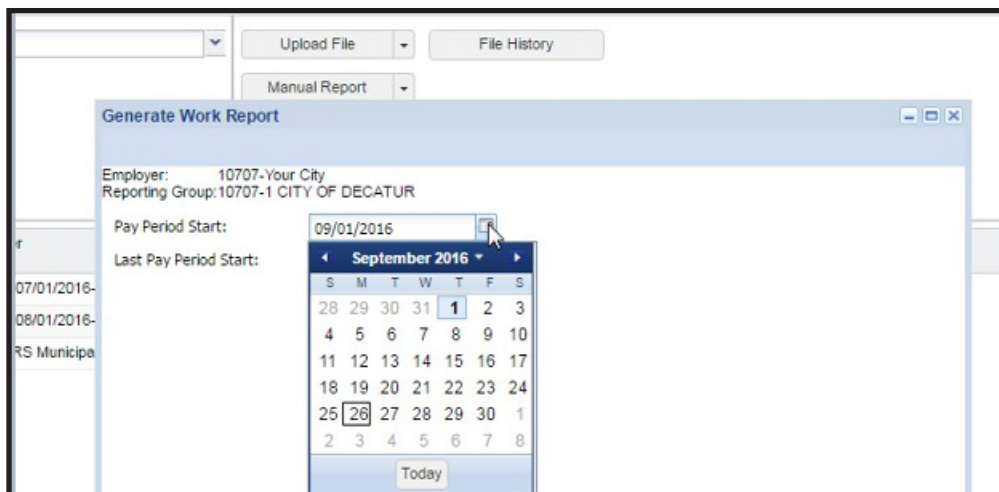 Upload File File History
Manual Report
Generate Work Report
Employer: 10707-Your City
Reporting Group:10707-1 CITY OF DECATUR
Pay Period Start: 09/01/2016
Last Pay Period Start:
September 2016
S M T W T F S
28 29 30 31 1 2 3
4 5 6 7 8 9 10
11 12 13 14 15 16 17
18 19 20 21 22 23 24
25 26 27 28 29 30 1
2 3 4 5 6 7 8
Today
07/01/2016-
08/01/2016-
RS Municipa